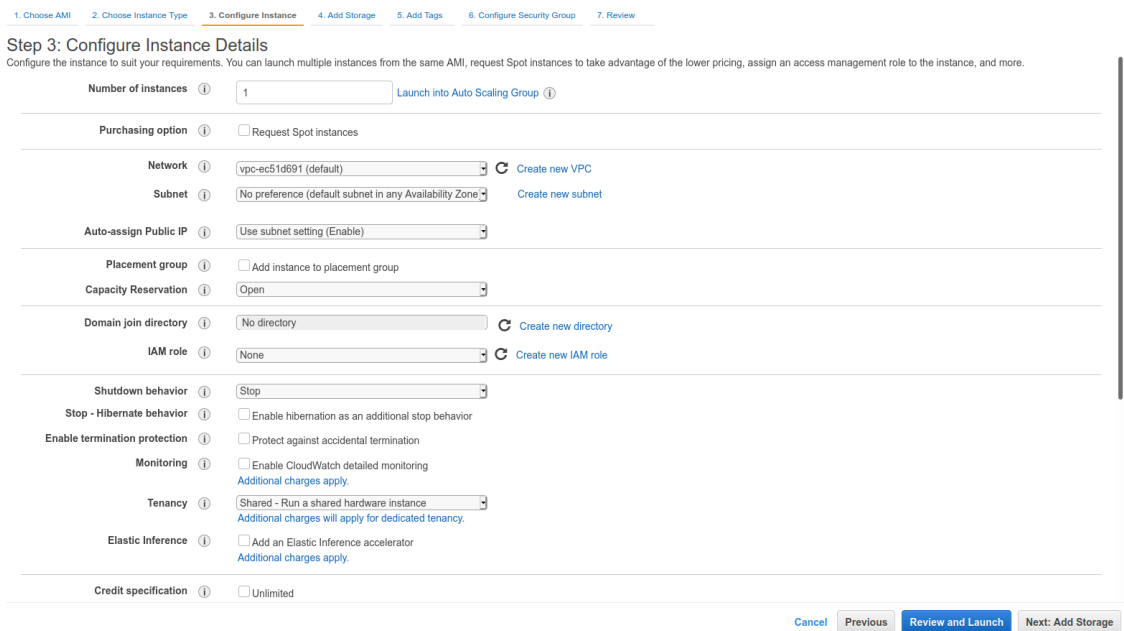 1. Choose AMI 2. Choose Instance Type 3. Configure Instance 4. Add Storage 5. Add Tags 6. Configure Security Group 7. Review
Step 3: Configure Instance Details
Configure the instance to suit your requirements. You can launch multiple instances from the same AMI, request Spot instances to take advantage of the lower pricing, assign an access management role to the instance, and more.
Number of instances i 1 Launch into Auto Scaling Group i
Purchasing option i Request Spot instances
Network i vpc-ec51d691 (default) Create new VPC
Subnet i No preference (default subnet in any Availability Zone Create new subnet
Auto-assign Public IP i Use subnet setting (Enable)
Placement group i Add instance to placement group
Capacity Reservation i Open
Domain join directory i No directory Create new directory
IAM role i None Create new IAM role
Shutdown behavior i Stop
Stop - Hibernate behavior i Enable hibernation as an additional stop behavior
Enable termination protection i Protect against accidental termination
Monitoring i Enable CloudWatch detailed monitoring
Additional charges apply.
Tenancy i Shared - Run a shared hardware instance
Additional charges will apply for dedicated tenancy.
Elastic Inference i Add an Elastic Inference accelerator
Additional charges apply.
Credit specification i Unlimited
Cancel Previous Review and Launch Next: Add Storage